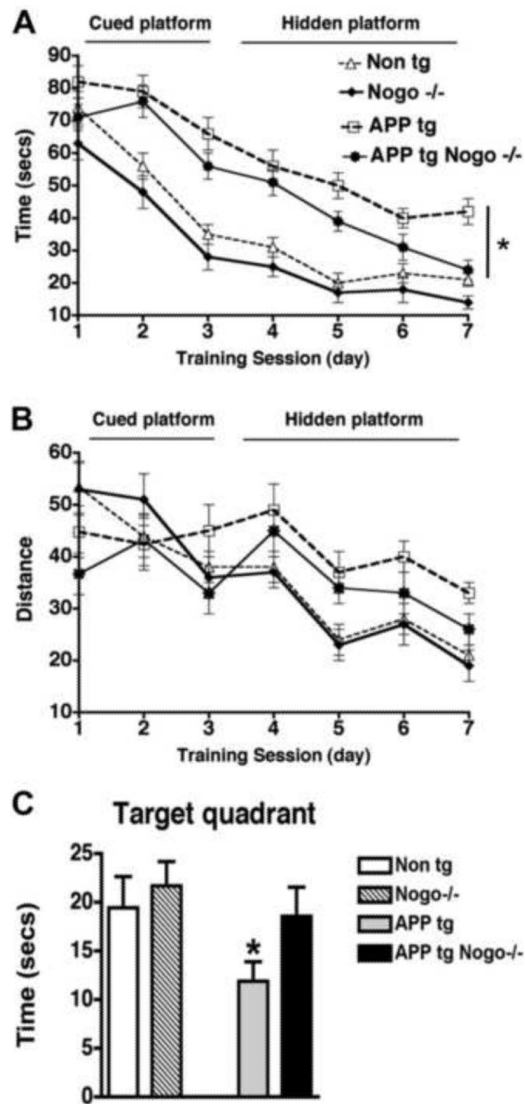 A
Cued platform Hidden platform
90
80
70
60
50
40
30
20
10
Time (secs)
Non tg
Nogo -/-
APP tg
APP tg Nogo -/-
*
1 2 3 4 5 6 7
Training Session (day)
B
Cued platform Hidden platform
60
50
40
30
20
10
Distance
1 2 3 4 5 6 7
Training Session (day)
C
Target quadrant
25
20
15
10
5
0
Time (secs)
*
Non tg
Nogo-/-
APP tg
APP tg Nogo-/-